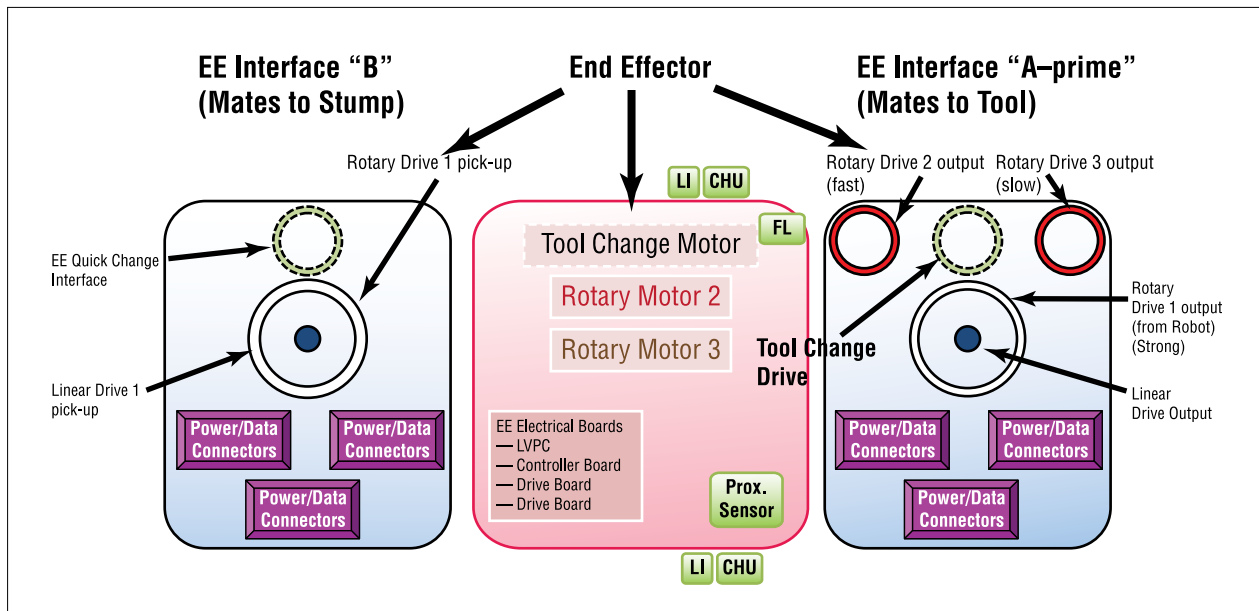 EE Interface “B”
(Mates to Stump)
End Effector
EE Interface “A–prime”
(Mates to Tool)
Rotary Drive 1 pick-up
EE Quick Change
Interface
Linear Drive 1
pick-up
Power/Data
Connectors
Power/Data
Connectors
Power/Data
Connectors
LI
CHU
FL
Tool Change Motor
Rotary Motor 2
Rotary Motor 3
EE Electrical Boards
— LVPC
— Controller Board
— Drive Board
— Drive Board
Prox.
Sensor
LI
CHU
Rotary Drive 2 output
(fast)
Rotary Drive 3 output
(slow)
Tool Change
Drive
Rotary
Drive 1 output
(from Robot)
(Strong)
Linear
Drive Output
Power/Data
Connectors
Power/Data
Connectors
Power/Data
Connectors